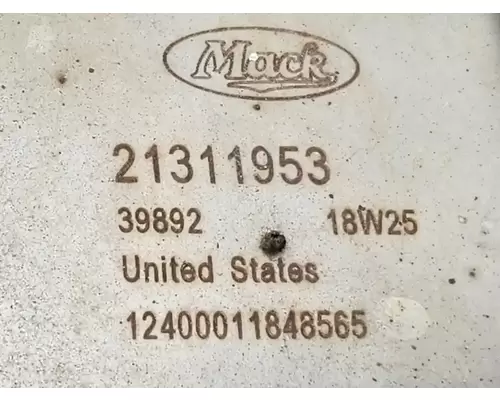 Mack
21311953
39892 18W25
United States
12400011848565